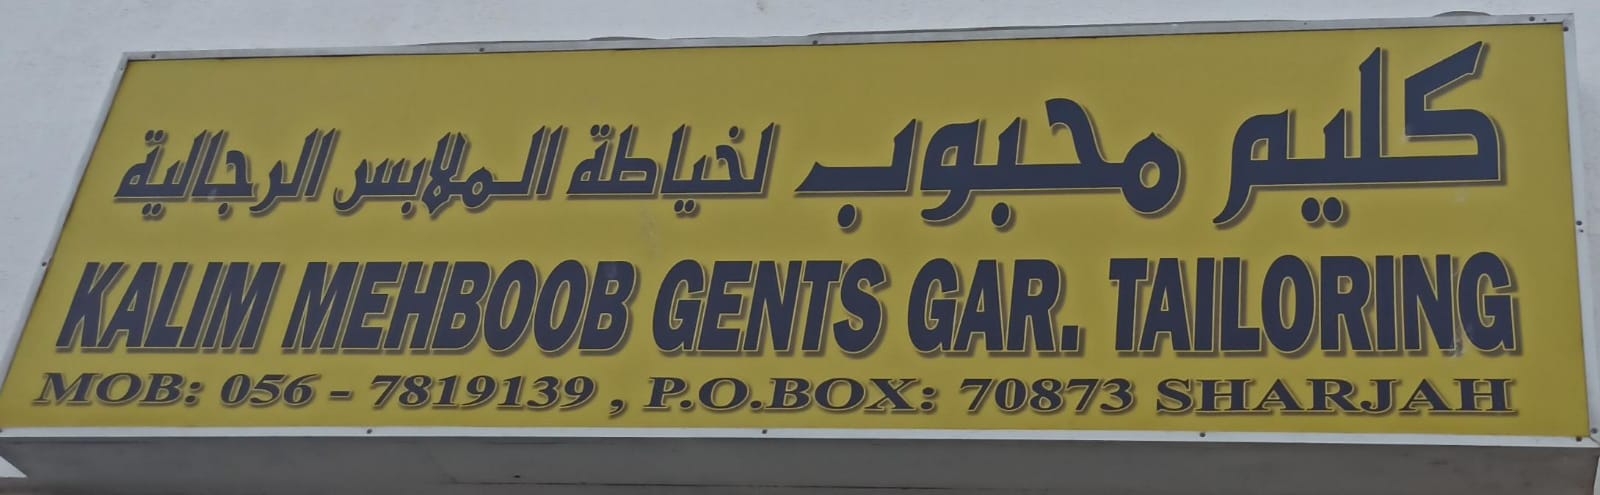 كليم محبوب لخياطة الملابس الرجالية
KALIM MEHBOOB GENTS GAR. TAILORING
MOB: 056 - 7819139 , P.O.BOX: 70873 SHARJAH